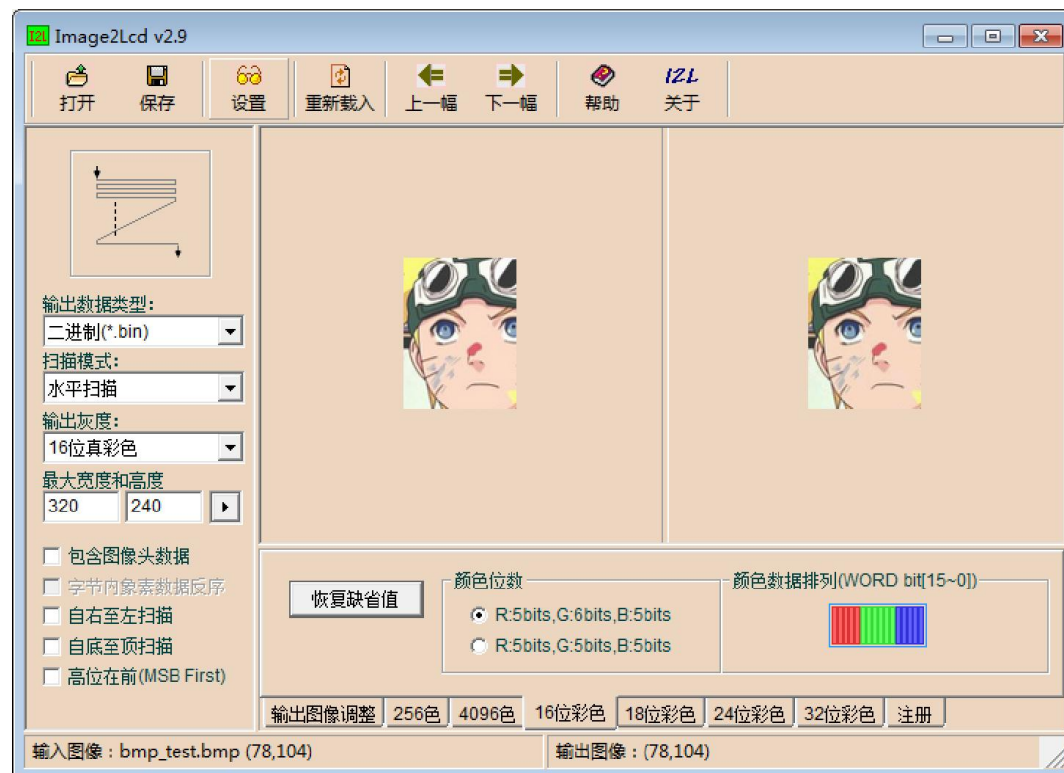 Image2Lcd v2.9
打开 保存 设置 重新载入 上一幅 下一幅 帮助 关于
输出数据类型:
二进制(*.bin)
扫描模式:
水平扫描
输出灰度:
16位真彩色
最大宽度和高度
320 240
包含图像头数据
字节内象素数据反序
自右至左扫描
自底至顶扫描
高位在前(MSB First)
恢复缺省值
颜色位数
R:5bits,G:6bits,B:5bits
R:5bits,G:5bits,B:5bits
颜色数据排列(WORD bit[15~0])
输出图像调整 256色 4096色 16位彩色 18位彩色 24位彩色 32位彩色 注册
输入图像：bmp_test.bmp (78,104)
输出图像：(78,104)
I2L
I2L